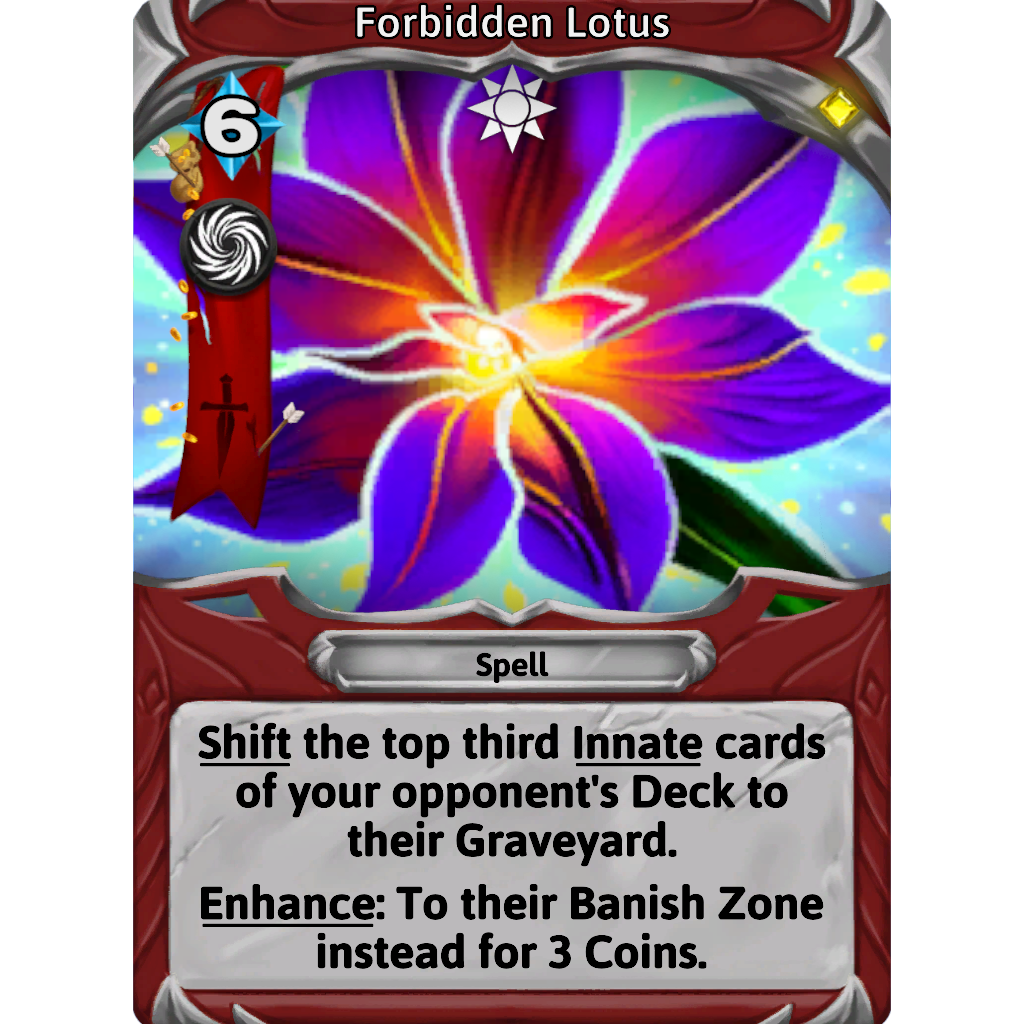 Forbidden Lotus
6
Spell
Shift the top third Innate cards
of your opponent's Deck to
their Graveyard.
Enhance: To their Banish Zone
instead for 3 Coins.